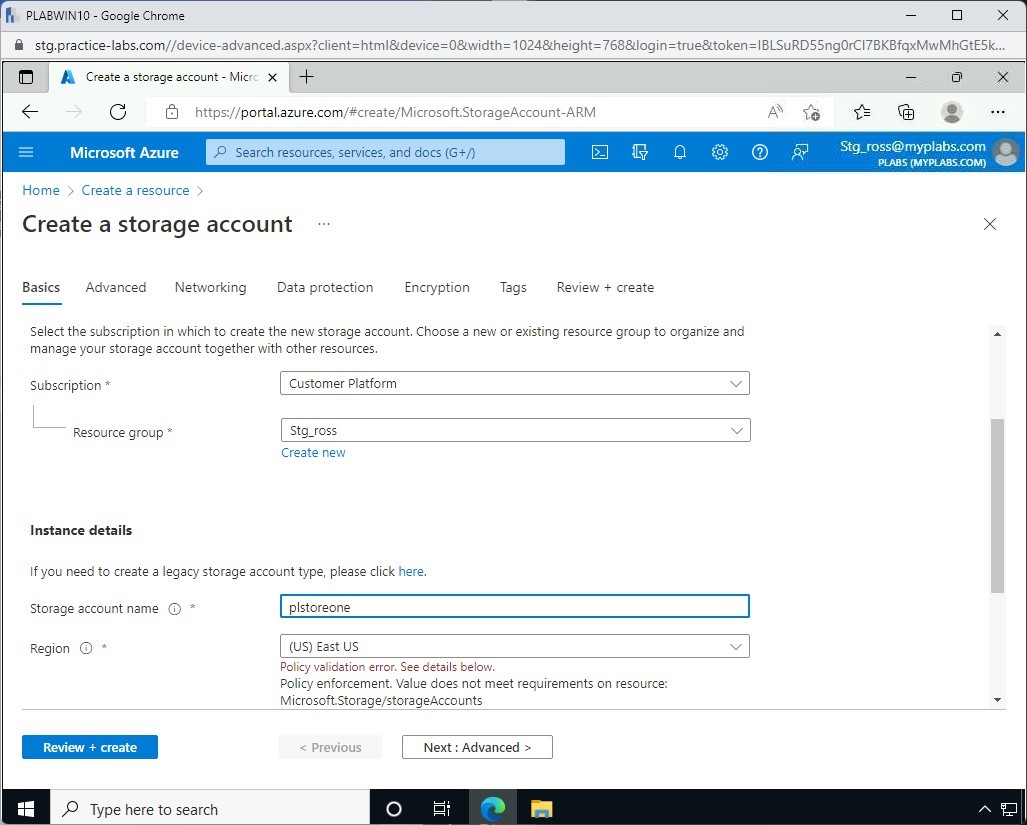 PLABWIN10 - Google Chrome
stg.practice-labs.com//device-advanced.aspx?client=html&device=0&width=1024&height=768&login=true&token=IBLSuRD55ng0rCI7BKBfqxMwMhGtE5k...
Create a storage account - Micro
https://portal.azure.com/#create/Microsoft.StorageAccount-ARM
Microsoft Azure
Search resources, services, and docs (G+/)
Stg_ross@myplabs.com
PLABS (MYPLABS.COM)
Home > Create a resource >
Create a storage account ...
Basics Advanced Networking Data protection Encryption Tags Review + create
Select the subscription in which to create the new storage account. Choose a new or existing resource group to organize and
manage your storage account together with other resources.
Subscription * Customer Platform
Resource group * Stg_ross
Create new
Instance details
If you need to create a legacy storage account type, please click here.
Storage account name * plstoreone
Region * (US) East US
Policy validation error. See details below.
Policy enforcement. Value does not meet requirements on resource:
Microsoft.Storage/storageAccounts
Review + create < Previous Next : Advanced >
Type here to search